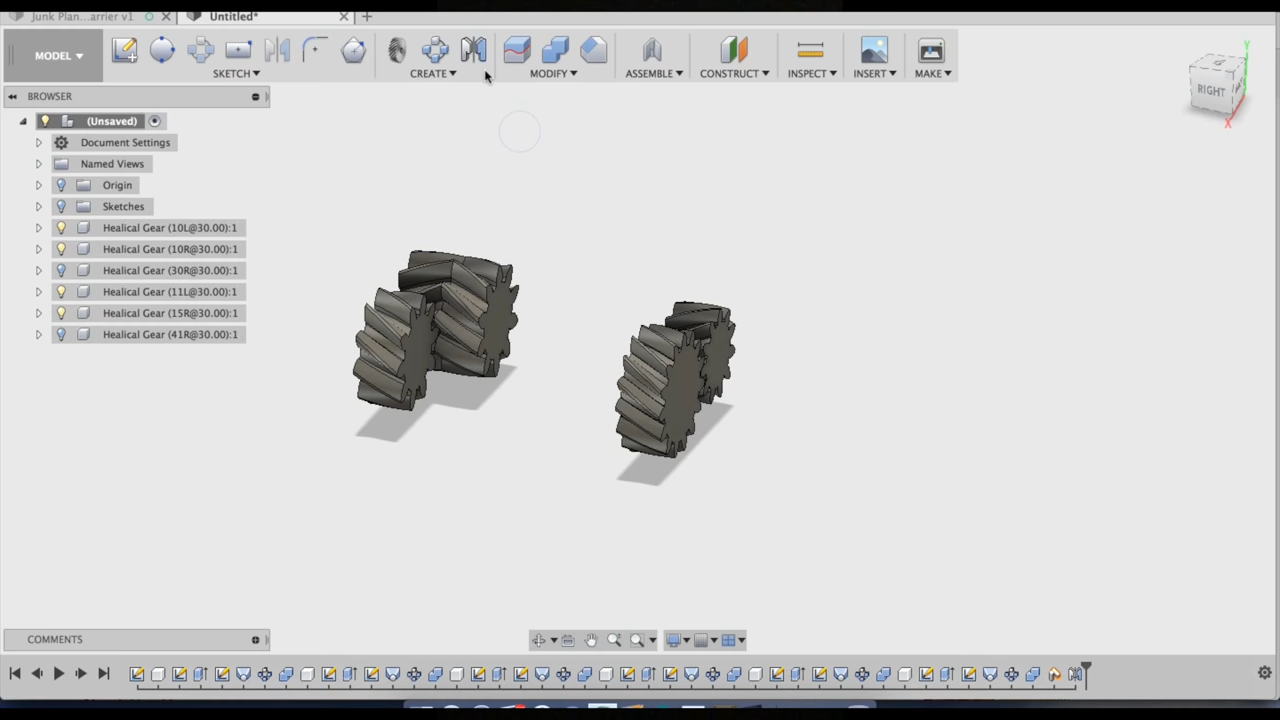 Junk Plan...arrier v1
Untitled*
MODEL
SKETCH
CREATE
MODIFY
ASSEMBLE
CONSTRUCT
INSPECT
INSERT
MAKE
BROWSER
(Unsaved)
Document Settings
Named Views
Origin
Sketches
Healical Gear (10L@30.00):1
Healical Gear (10R@30.00):1
Healical Gear (30R@30.00):1
Healical Gear (11L@30.00):1
Healical Gear (15R@30.00):1
Healical Gear (41R@30.00):1
Y
RIGHT
X
COMMENTS